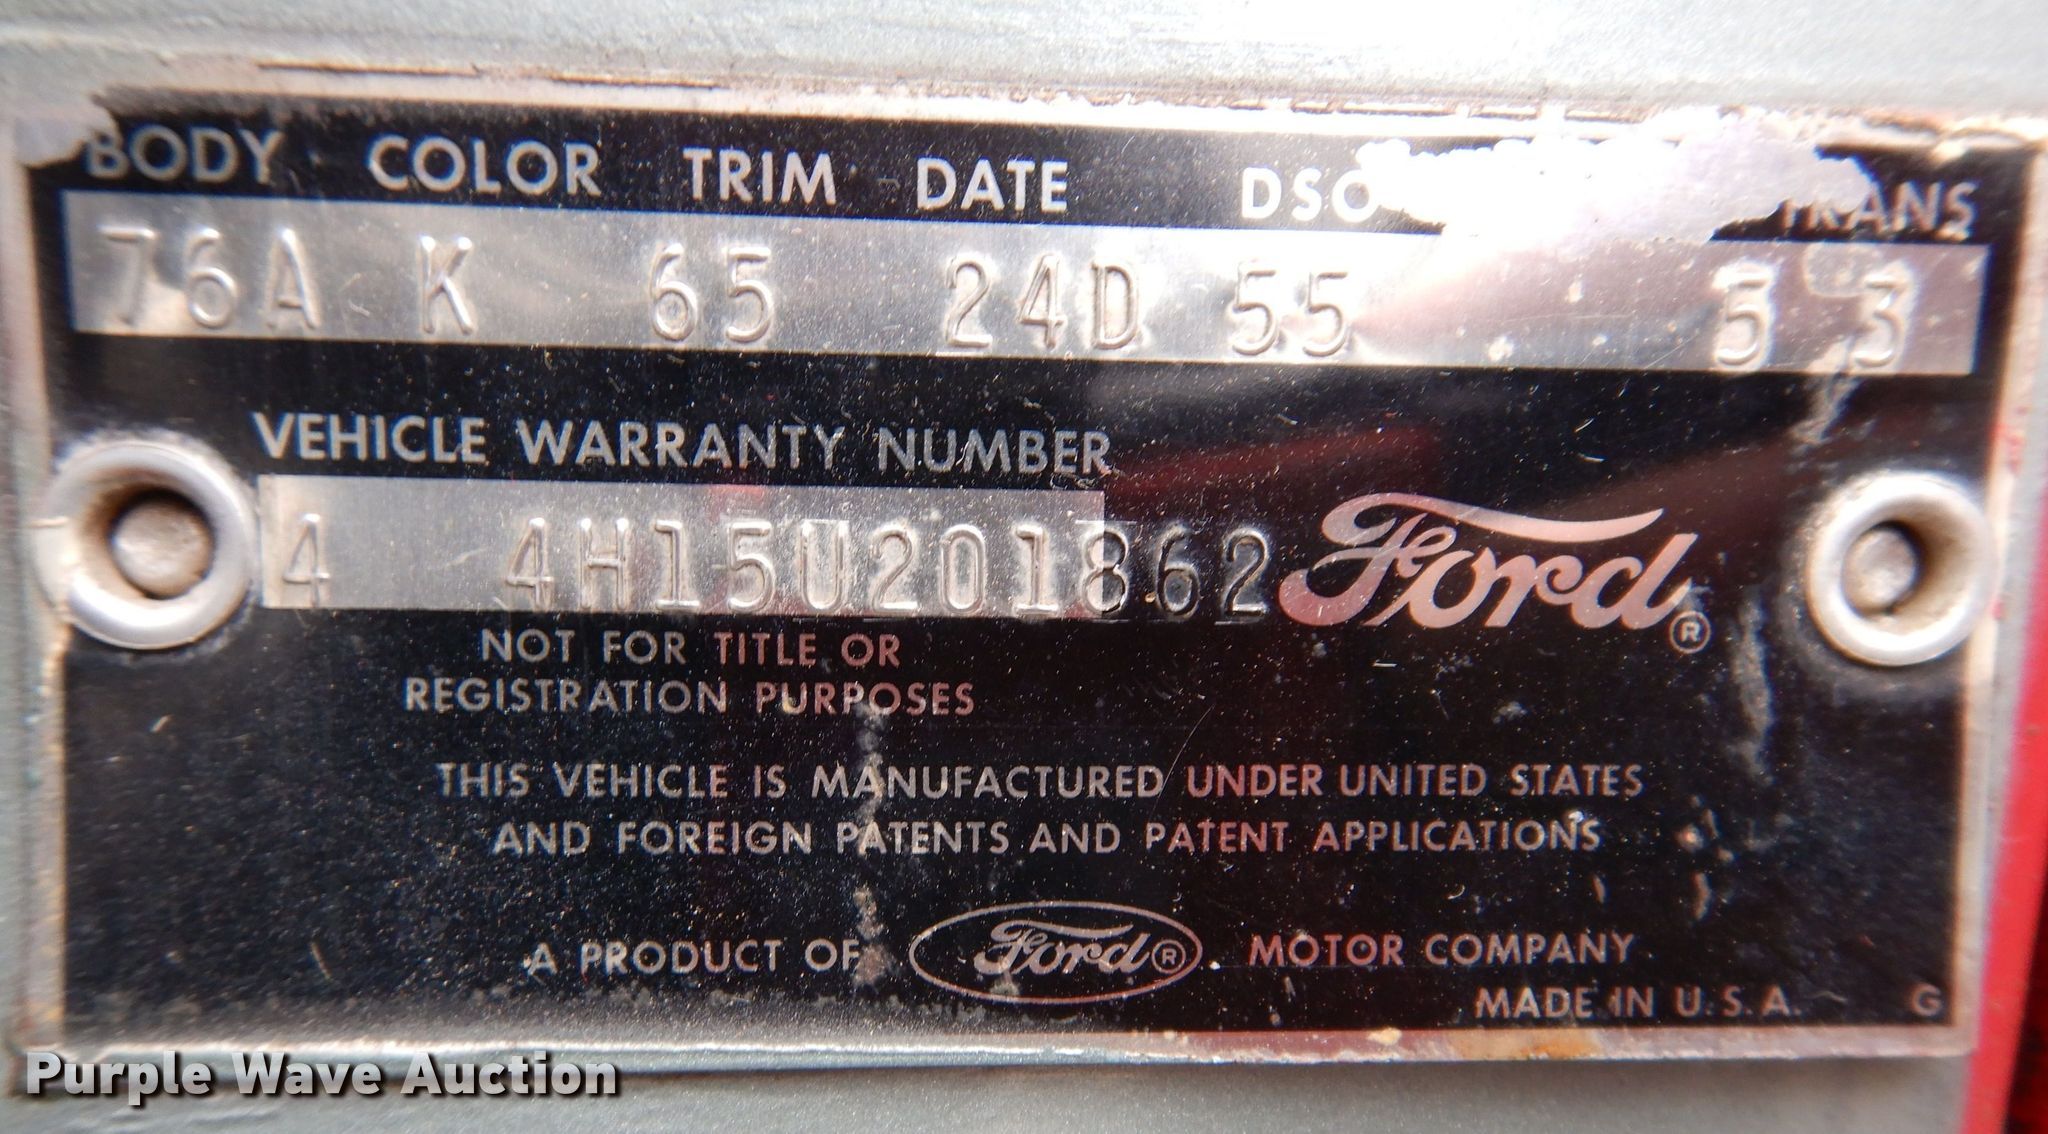 BODY COLOR TRIM DATE DSO TRANS
76A K 65 24D 55 5 3
VEHICLE WARRANTY NUMBER
4 4H15U201862 Ford ®
NOT FOR TITLE OR
REGISTRATION PURPOSES
THIS VEHICLE IS MANUFACTURED UNDER UNITED STATES
AND FOREIGN PATENTS AND PATENT APPLICATIONS
A PRODUCT OF Ford ® MOTOR COMPANY
MADE IN U.S.A. G
Purple Wave Auction